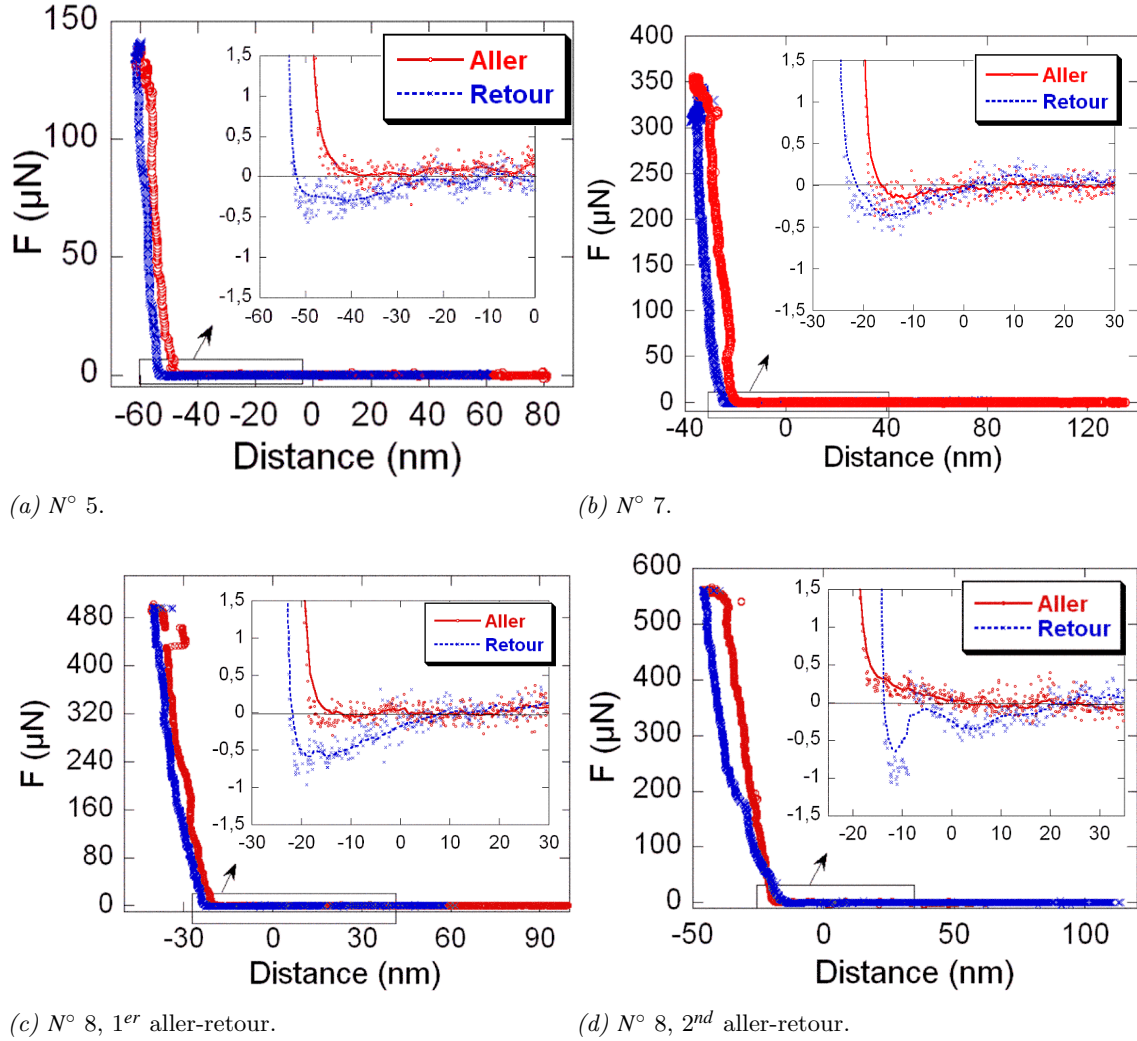 150
100
50
0
F (µN)
-60 -40 -20 0 20 40 60 80
Distance (nm)
1,5
1
0,5
0
-0,5
-1
-1,5
-60 -50 -40 -30 -20 -10 0
Aller
Retour
(a) N° 5.
400
350
300
250
200
150
100
50
0
F (µN)
-40 0 40 80 120
Distance (nm)
1,5
1
0,5
0
-0,5
-1
-1,5
-30 -20 -10 0 10 20 30
Aller
Retour
(b) N° 7.
480
400
320
240
160
80
0
F (µN)
-30 0 30 60 90
Distance (nm)
1,5
1
0,5
0
-0,5
-1
-1,5
-30 -20 -10 0 10 20 30
Aller
Retour
(c) N° 8, 1er aller-retour.
600
500
400
300
200
100
0
F (µN)
-50 0 50 100
Distance (nm)
1,5
1
0,5
0
-0,5
-1
-1,5
-20 -10 0 10 20 30
Aller
Retour
(d) N° 8, 2nd aller-retour.